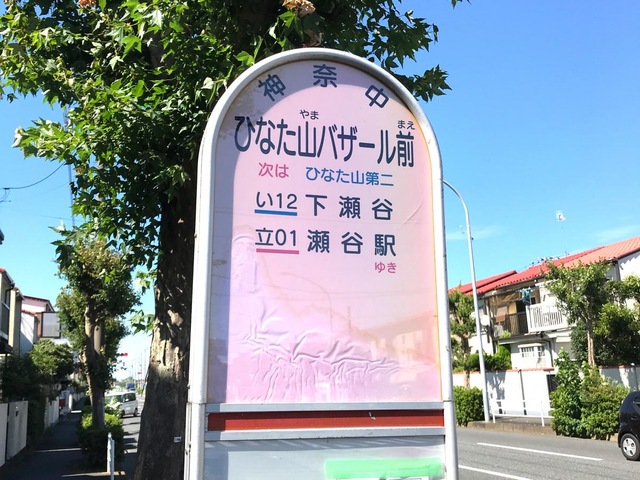 神奈中
やま まえ
ひなた山バザール前
次は ひなた山第二
い12 下瀬谷
立01 瀬谷駅
ゆき